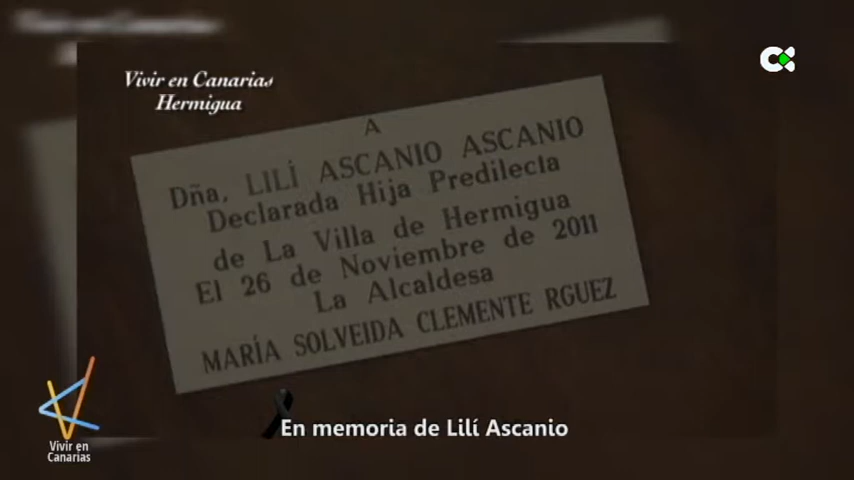 Vivir en Canarias
Hermigua
A
Dña. LILÍ ASCANIO ASCANIO
Declarada Hija Predilecta
de La Villa de Hermigua
El 26 de Noviembre de 2011
La Alcaldesa
MARÍA SOLVEIDA CLEMENTE RGUEZ
En memoria de Lilí Ascanio
Vivir en
Canarias